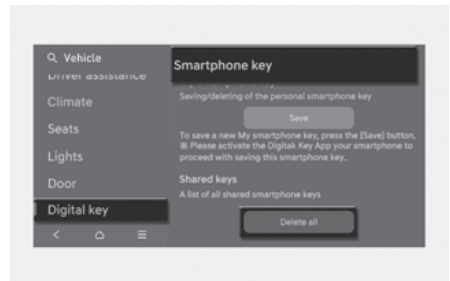 Vehicle
Driver assistance
Climate
Seats
Lights
Door
Digital key
Smartphone key
Saving/deleting of the personal smartphone key
Save
To save a new My smartphone key, press the [Save] button.
※ Please activate the Digitak Key App your smartphone to
proceed with saving this smartphone key.
Shared keys
A list of all shared smartphone keys
Delete all